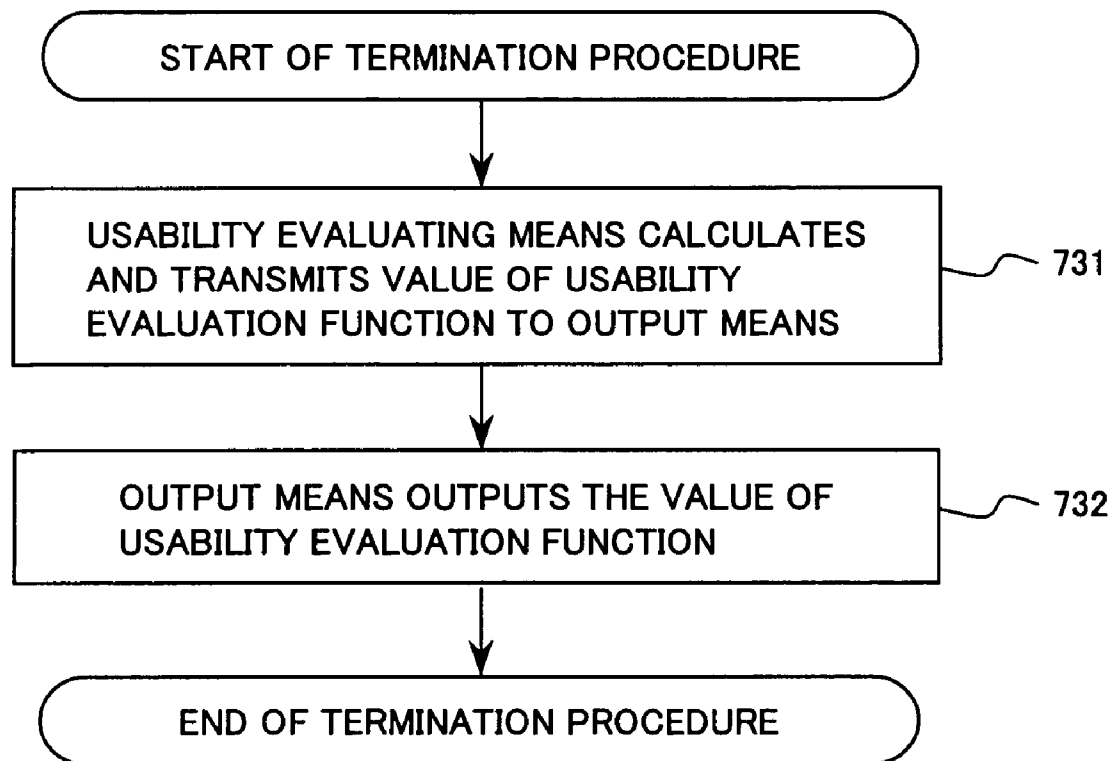 START OF TERMINATION PROCEDURE
USABILITY EVALUATING MEANS CALCULATES
AND TRANSMITS VALUE OF USABILITY
EVALUATION FUNCTION TO OUTPUT MEANS
731
OUTPUT MEANS OUTPUTS THE VALUE OF
USABILITY EVALUATION FUNCTION
732
END OF TERMINATION PROCEDURE